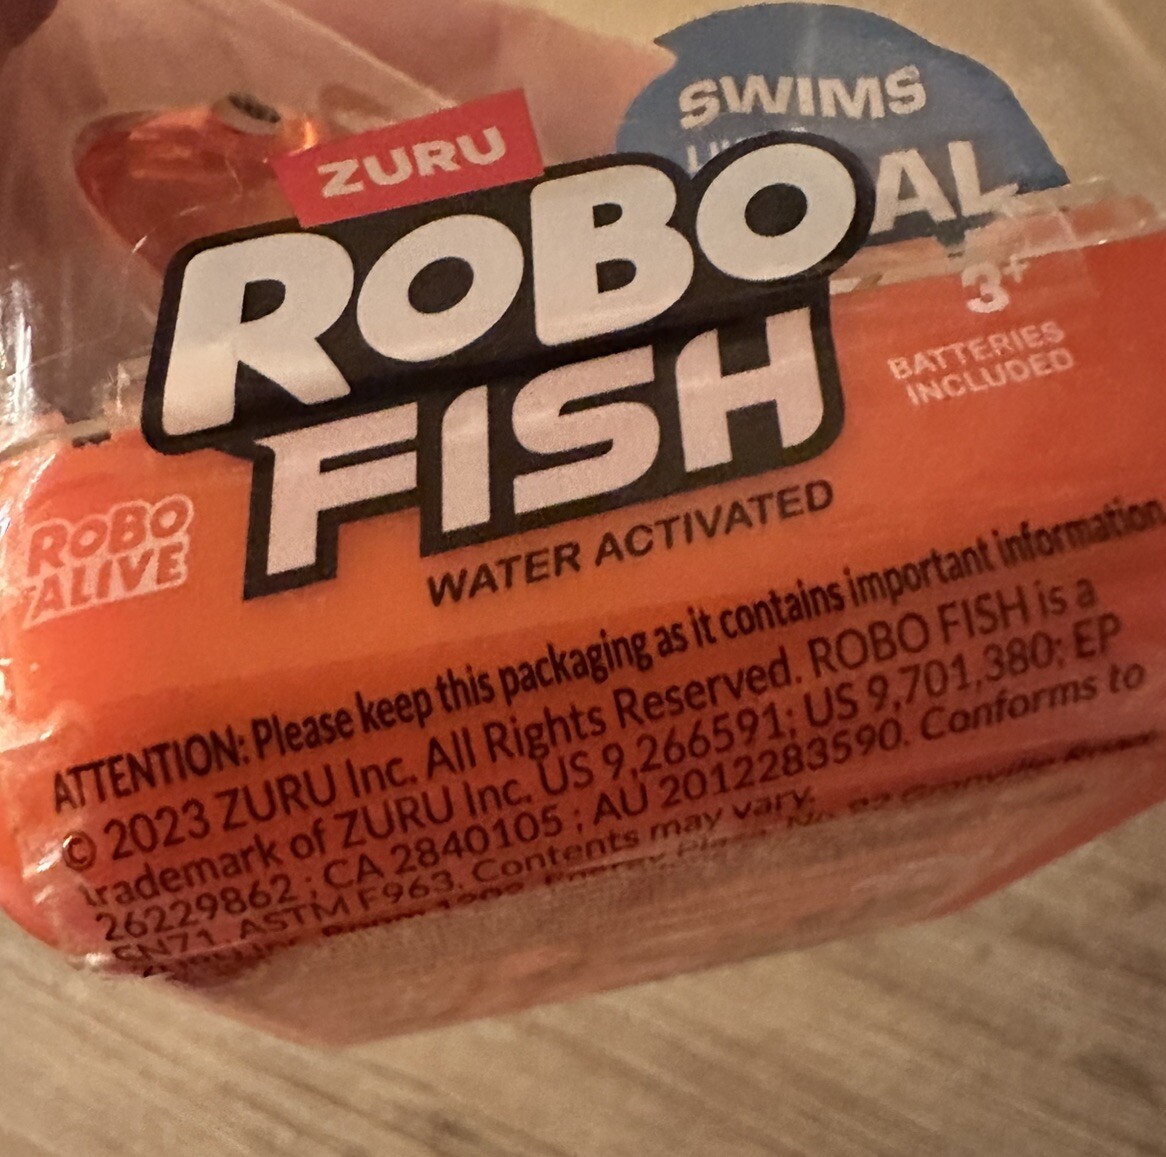 SWIMS
ZURU
AL
ROBO
FISH
3+
BATTERIES
INCLUDED
ROBO
ALIVE
WATER ACTIVATED
ATTENTION: Please keep this packaging as it contains important information
© 2023 ZURU Inc. All Rights Reserved. ROBO FISH is a
trademark of ZURU Inc. US 9,266591; US 9,701,380; EP
26229862 ; CA 2840105 ; AU 2012283590. Conforms to
EN71, ASTM F963. Contents may vary.